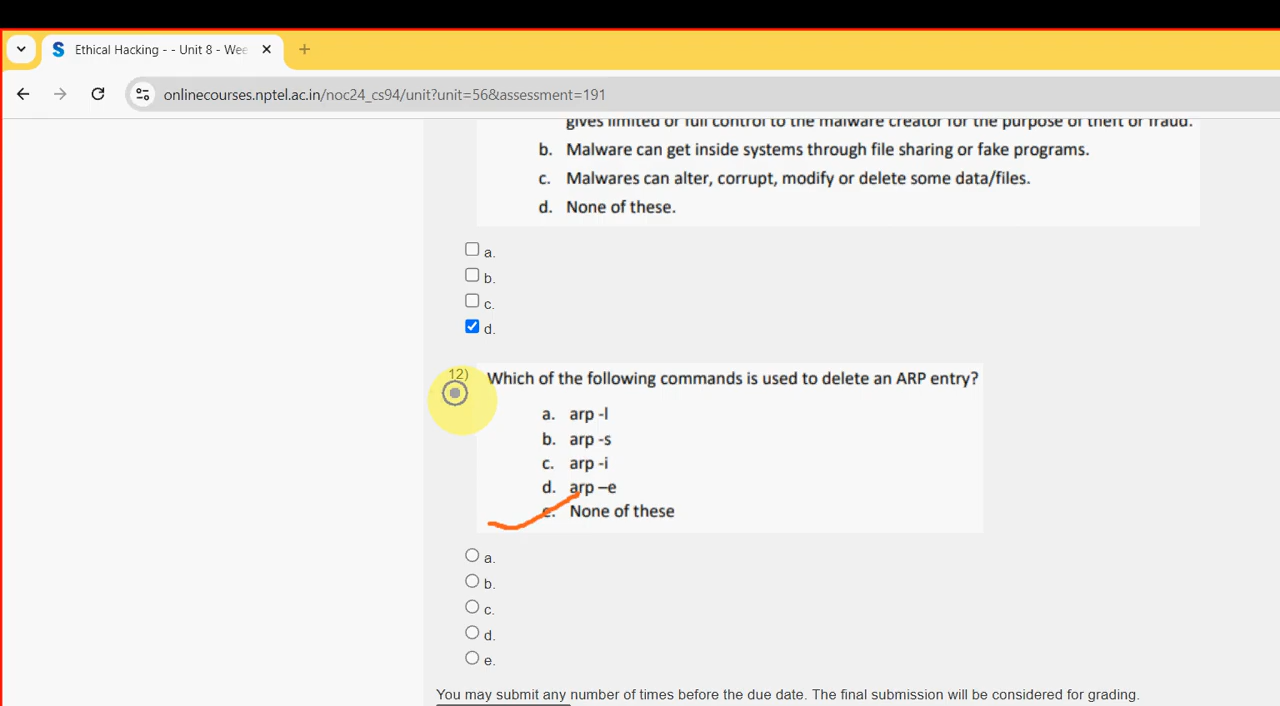 Ethical Hacking - - Unit 8 - Wee
onlinecourses.nptel.ac.in/noc24_cs94/unit?unit=56&assessment=191
gives limited or full control to the malware creator for the purpose of theft or fraud.
b. Malware can get inside systems through file sharing or fake programs.
c. Malwares can alter, corrupt, modify or delete some data/files.
d. None of these.
a.
b.
c.
d.
12) Which of the following commands is used to delete an ARP entry?
a. arp -l
b. arp -s
c. arp -i
d. arp –e
e. None of these
a.
b.
c.
d.
e.
You may submit any number of times before the due date. The final submission will be considered for grading.